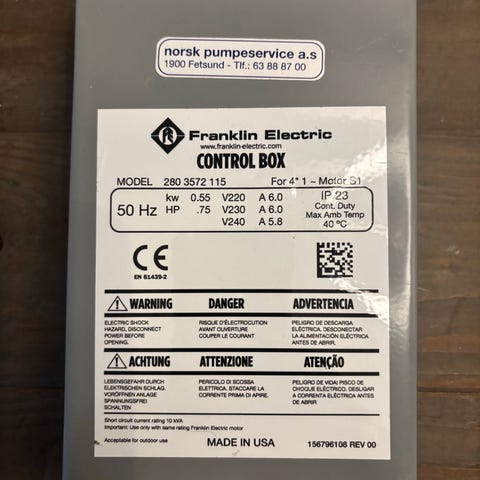 norsk pumpeservice a.s
1900 Fetsund - Tlf.: 63 88 87 00
Franklin Electric
www.franklin-electric.com
CONTROL BOX
MODEL 280 3572 115 For 4" 1 ~ Motor S1
50 Hz
kw 0.55 V220 A 6.0
HP .75 V230 A 6.0
V240 A 5.8
IP 23
Cont. Duty
Max Amb Temp
40 ºC
CE
EN 61439-2
WARNING DANGER ADVERTENCIA
ELECTRIC SHOCK
HAZARD, DISCONNECT
POWER BEFORE
OPENING.
RISQUE D'ÉLECTROCUTION
AVANT OUVERTURE
COUPER LE COURANT
PELIGRO DE DESCARGA
ELÉCTRICA, DESCONECTAR
LA ALIMENTACIÓN ELÉCTRICA
ANTES DE ABRIR.
ACHTUNG ATTENZIONE ATENÇÃO
LEBENSGEFAHR DURCH
ELEKTRISCHEN SCHLAG.
VORÖFFNEN ANLAGE
SPANNUNGSFREI
SCHALTEN
PERICOLO DI SCOSSA
ELETTRICA. STACCARE LA
CORRENTE PRIMA DI APIRE.
PELIGRO DE VIDA! PISCO DE
CHOQUE ELÉCTRICO. DESLIGAR
A CORRENTE ELÉCTRICA ANTES
DE ABRIR.
Short circuit current rating 10 kVA
Important: Use only with same rating Franklin Electric motor
Acceptable for outdoor use
MADE IN USA
156796108 REV 00